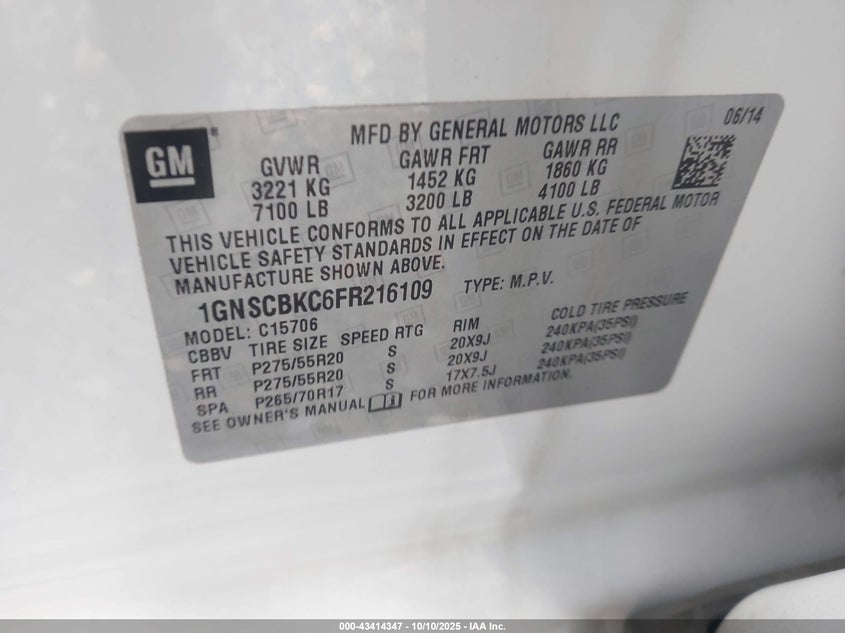 GM
MFD BY GENERAL MOTORS LLC 06/14
GVWR GAWR FRT GAWR RR
3221 KG 1452 KG 1860 KG
7100 LB 3200 LB 4100 LB
THIS VEHICLE CONFORMS TO ALL APPLICABLE U.S. FEDERAL MOTOR
VEHICLE SAFETY STANDARDS IN EFFECT ON THE DATE OF
MANUFACTURE SHOWN ABOVE.
1GNSCBKC6FR216109 TYPE: M.P.V.
MODEL: C15706
CBBV TIRE SIZE SPEED RTG RIM COLD TIRE PRESSURE
FRT P275/55R20 S 20X9J 240KPA(35PSI)
RR P275/55R20 S 20X9J 240KPA(35PSI)
SPA P265/70R17 S 17X7.5J 240KPA(35PSI)
SEE OWNER'S MANUAL FOR MORE INFORMATION.
000-43414347 - 10/10/2025 - IAA Inc.